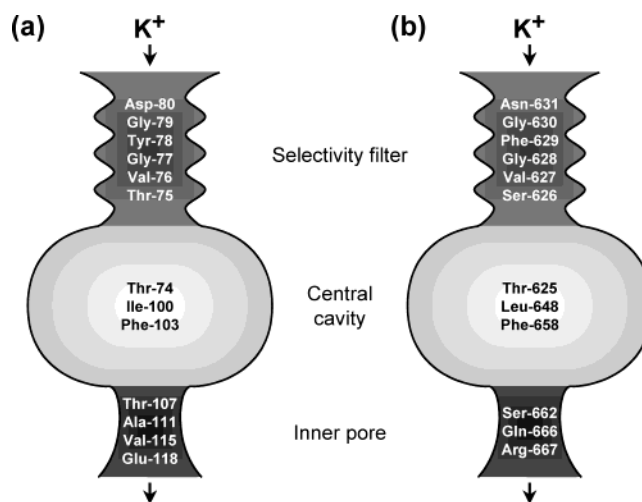 (a)
K+
Asp-80
Gly-79
Tyr-78
Gly-77
Val-76
Thr-75
Thr-74
Ile-100
Phe-103
Thr-107
Ala-111
Val-115
Glu-118
Selectivity filter
Central
cavity
Inner pore
(b)
K+
Asn-631
Gly-630
Phe-629
Gly-628
Val-627
Ser-626
Thr-625
Leu-648
Phe-658
Ser-662
Gln-666
Arg-667